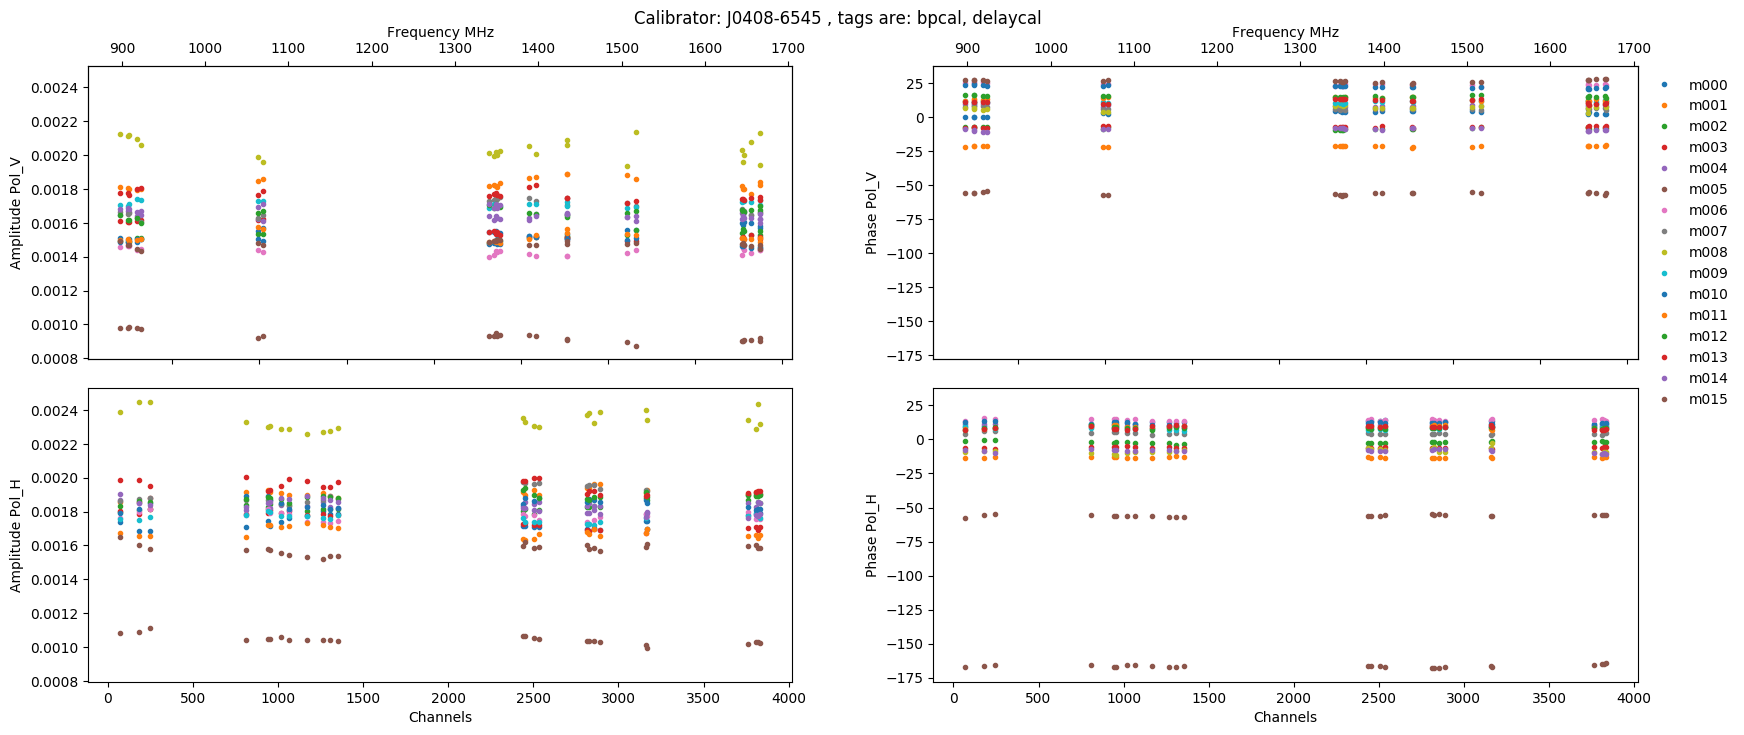 Calibrator: J0408-6545 , tags are: bpcal, delaycal
Frequency MHz
Frequency MHz
900 1000 1100 1200 1300 1400 1500 1600 1700
900 1000 1100 1200 1300 1400 1500 1600 1700
Amplitude Pol_V
0.0024
0.0022
0.0020
0.0018
0.0016
0.0014
0.0012
0.0010
0.0008
Phase Pol_V
25
0
−25
−50
−75
−100
−125
−150
−175
m000
m001
m002
m003
m004
m005
m006
m007
m008
m009
m010
m011
m012
m013
m014
m015
Amplitude Pol_H
0.0024
0.0022
0.0020
0.0018
0.0016
0.0014
0.0012
0.0010
0.0008
0 500 1000 1500 2000 2500 3000 3500 4000
Channels
Phase Pol_H
25
0
−25
−50
−75
−100
−125
−150
−175
0 500 1000 1500 2000 2500 3000 3500 4000
Channels